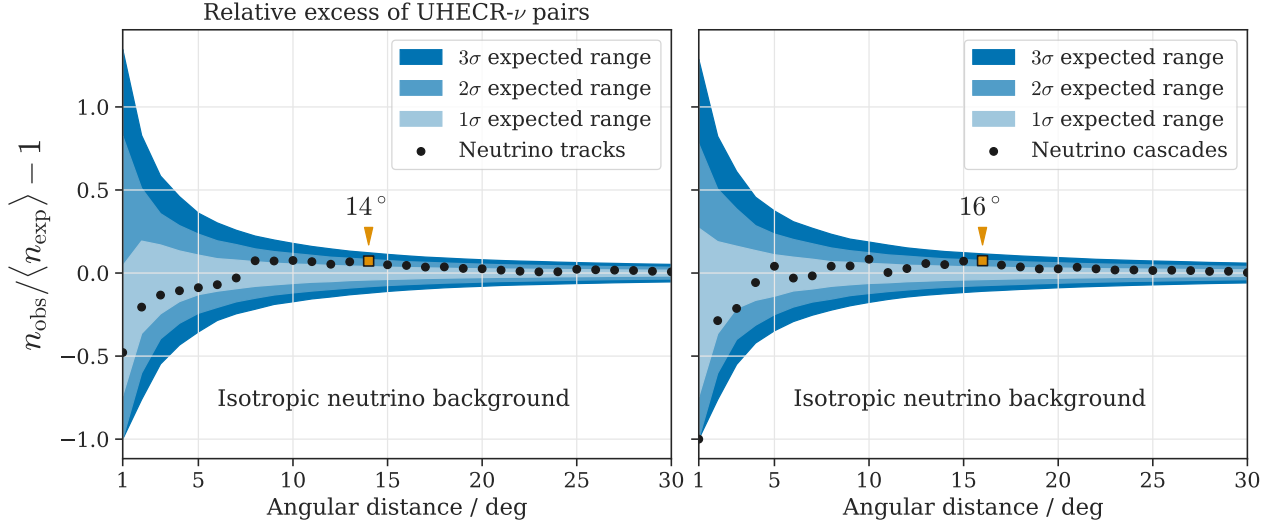 Relative excess of UHECR-ν pairs
n_obs/⟨n_exp⟩ − 1
1.0
0.5
0.0
−0.5
−1.0
3σ expected range
2σ expected range
1σ expected range
Neutrino tracks
14°
Isotropic neutrino background
1 5 10 15 20 25 30
Angular distance / deg
3σ expected range
2σ expected range
1σ expected range
Neutrino cascades
16°
Isotropic neutrino background
1 5 10 15 20 25 30
Angular distance / deg